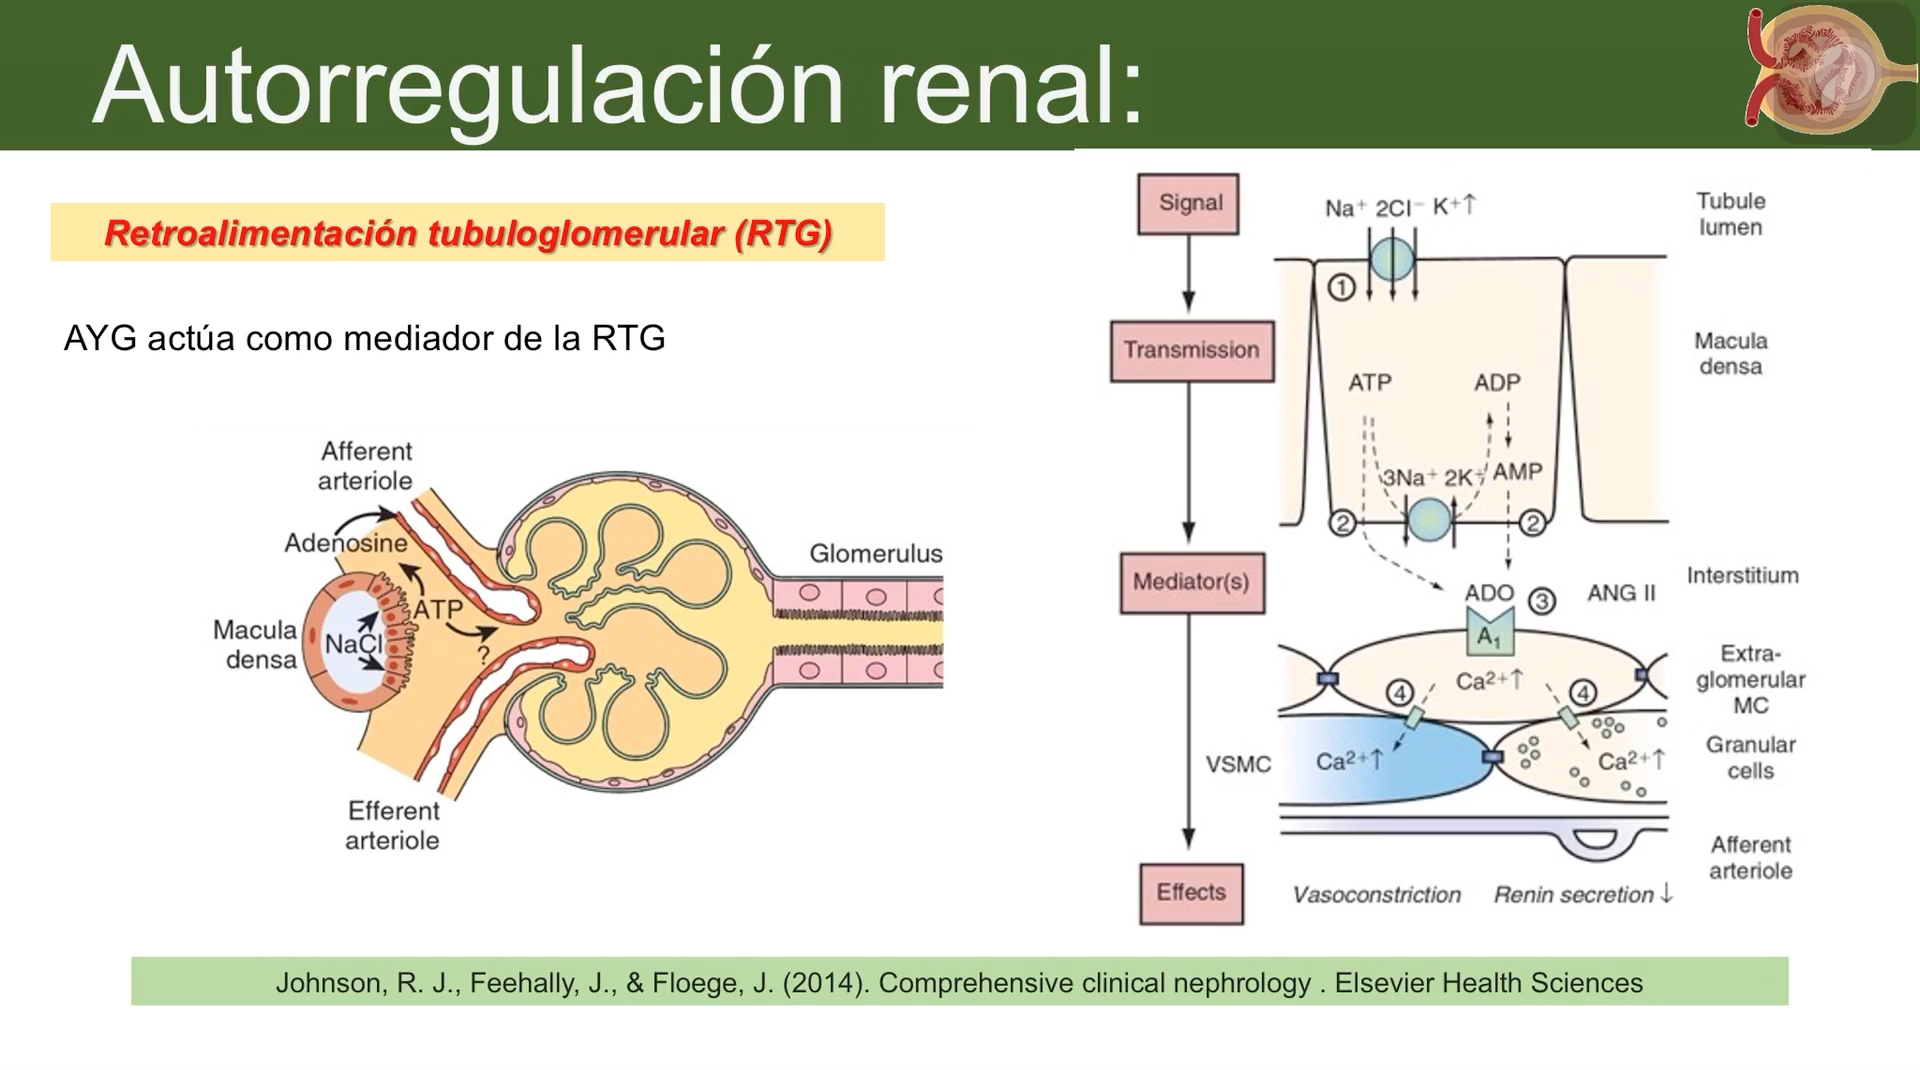 Autorregulación renal:
Retroalimentación tubuloglomerular (RTG)
AYG actúa como mediador de la RTG
Afferent
arteriole
Adenosine
ATP
Macula
densa
NaCl
?
Efferent
arteriole
Glomerulus
Signal
Transmission
Mediator(s)
Effects
Na⁺ 2Cl⁻ K⁺↑
Tubule
lumen
①
Macula
densa
ATP
ADP
3Na⁺ 2K⁺
AMP
②
②
ADO
③
ANG II
Interstitium
A₁
Ca²⁺↑
④
④
Extra-
glomerular
MC
VSMC
Ca²⁺↑
Ca²⁺↑
Granular
cells
Afferent
arteriole
Vasoconstriction
Renin secretion↓
Johnson, R. J., Feehally, J., & Floege, J. (2014). Comprehensive clinical nephrology . Elsevier Health Sciences